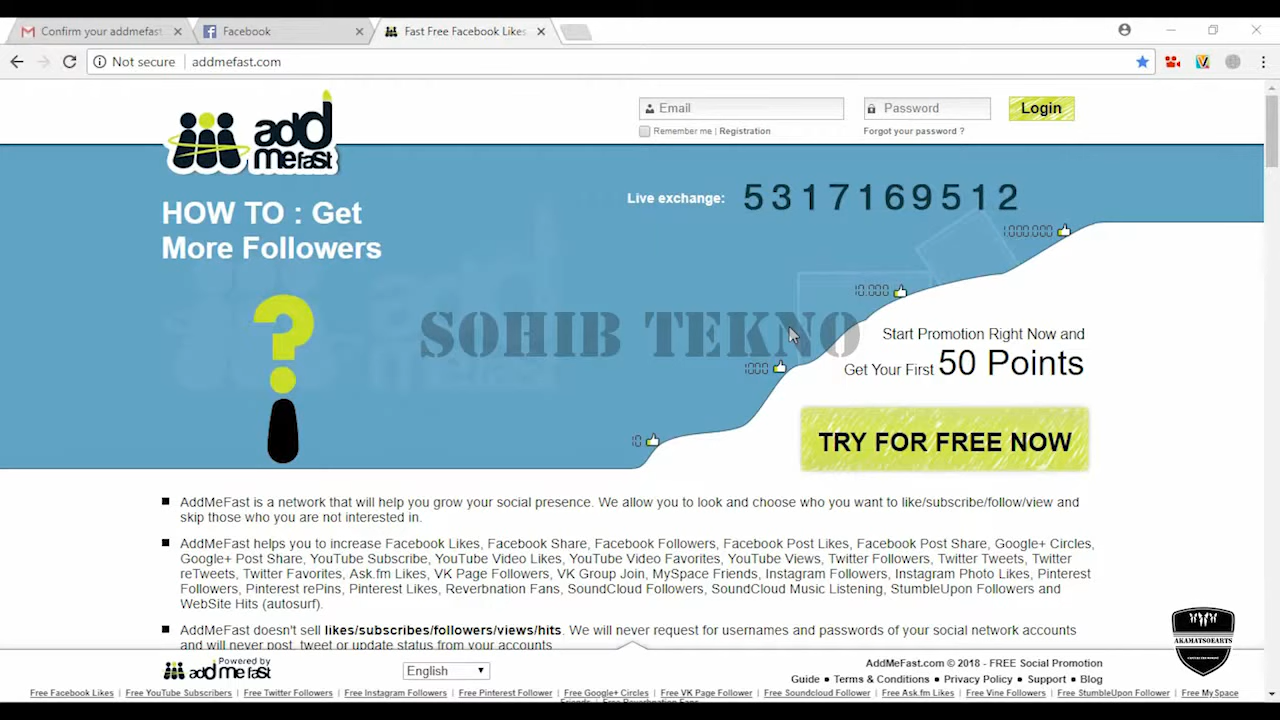 Confirm your addmefast
Facebook
Fast Free Facebook Likes
Not secure
addmefast.com
add
me fast
Email
Password
Login
Remember me | Registration
Forgot your password ?
HOW TO : Get
More Followers
Live exchange: 5317169512
1.000.000
10.000
SOHIB TEKNO
1000
10
Start Promotion Right Now and
Get Your First 50 Points
TRY FOR FREE NOW
AddMeFast is a network that will help you grow your social presence. We allow you to look and choose who you want to like/subscribe/follow/view and
skip those who you are not interested in.
AddMeFast helps you to increase Facebook Likes, Facebook Share, Facebook Followers, Facebook Post Likes, Facebook Post Share, Google+ Circles,
Google+ Post Share, YouTube Subscribe, YouTube Video Likes, YouTube Video Favorites, YouTube Views, Twitter Followers, Twitter Tweets, Twitter
reTweets, Twitter Favorites, Ask.fm Likes, VK Page Followers, VK Group Join, MySpace Friends, Instagram Followers, Instagram Photo Likes, Pinterest
Followers, Pinterest rePins, Pinterest Likes, Reverbnation Fans, SoundCloud Followers, SoundCloud Music Listening, StumbleUpon Followers and
WebSite Hits (autosurf).
AddMeFast doesn't sell likes/subscribes/followers/views/hits. We will never request for usernames and passwords of your social network accounts
and will never post, tweet or update status from your accounts
Powered by
add me fast
English
AddMeFast.com © 2018 - FREE Social Promotion
Guide • Terms & Conditions • Privacy Policy • Support • Blog
AKAMATSOEARTS
Free Facebook Likes | Free YouTube Subscribers | Free Twitter Followers | Free Instagram Followers | Free Pinterest Follower | Free Google+ Circles | Free VK Page Follower | Free Soundcloud Follower | Free Ask.fm Likes | Free Vine Followers | Free StumbleUpon Follower | Free MySpace